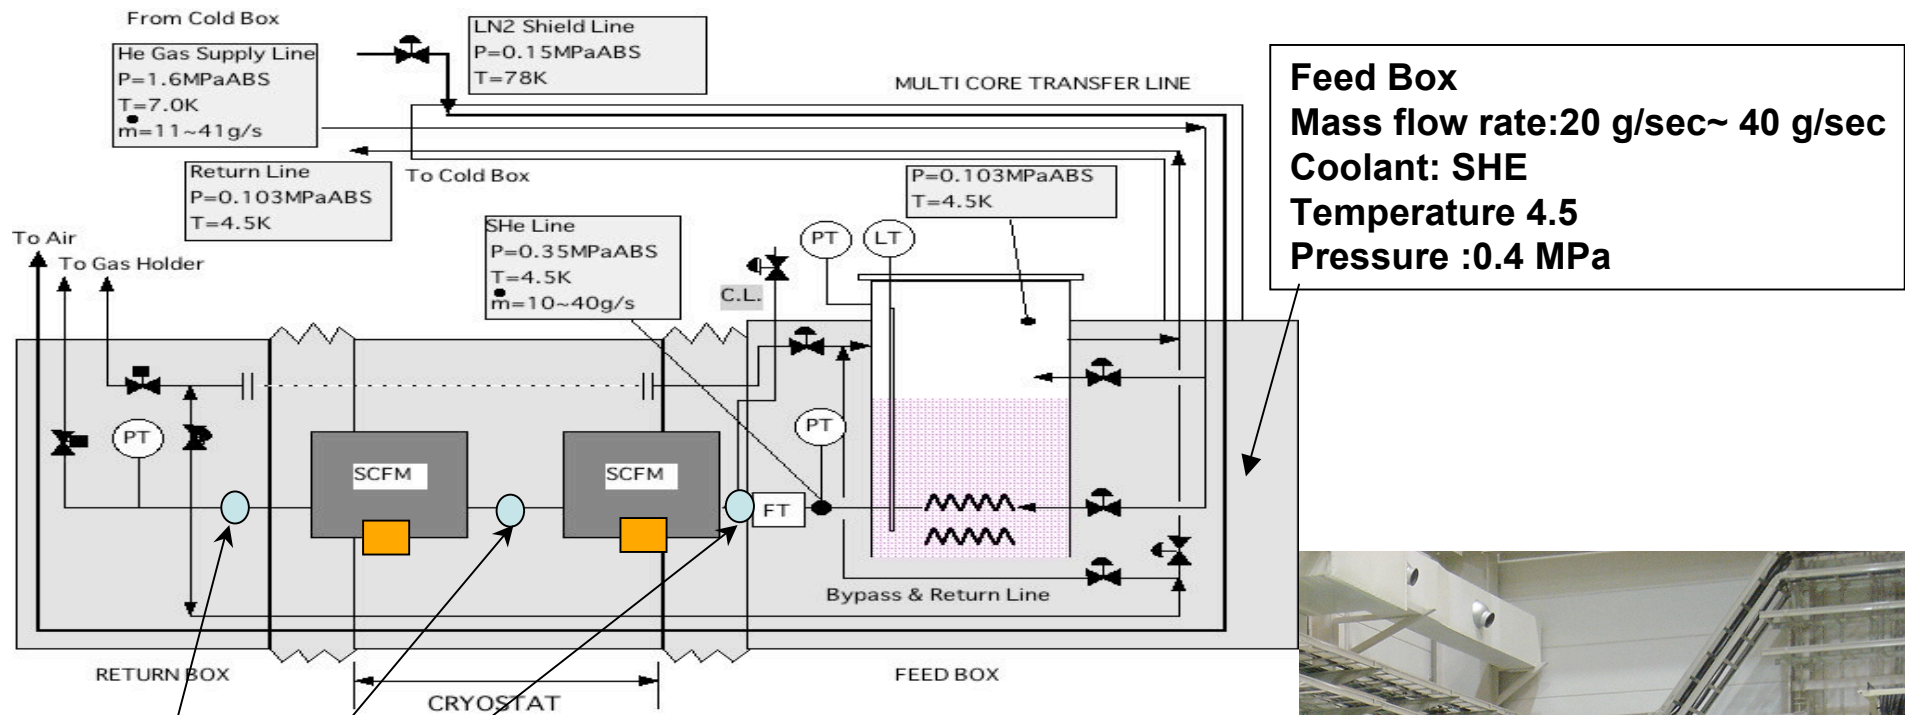 From Cold Box
He Gas Supply Line
P=1.6MPaABS
T=7.0K
m=11~41g/s
LN2 Shield Line
P=0.15MPaABS
T=78K
MULTI CORE TRANSFER LINE
Feed Box
Mass flow rate:20 g/sec~ 40 g/sec
Coolant: SHE
Temperature 4.5
Pressure :0.4 MPa
Return Line
P=0.103MPaABS
T=4.5K
To Cold Box
P=0.103MPaABS
T=4.5K
SHe Line
P=0.35MPaABS
T=4.5K
m=10~40g/s
To Air
To Gas Holder
PT
LT
C.L.
PT
PT
SCFM
SCFM
FT
Bypass & Return Line
RETURN BOX
CRYOSTAT
FEED BOX